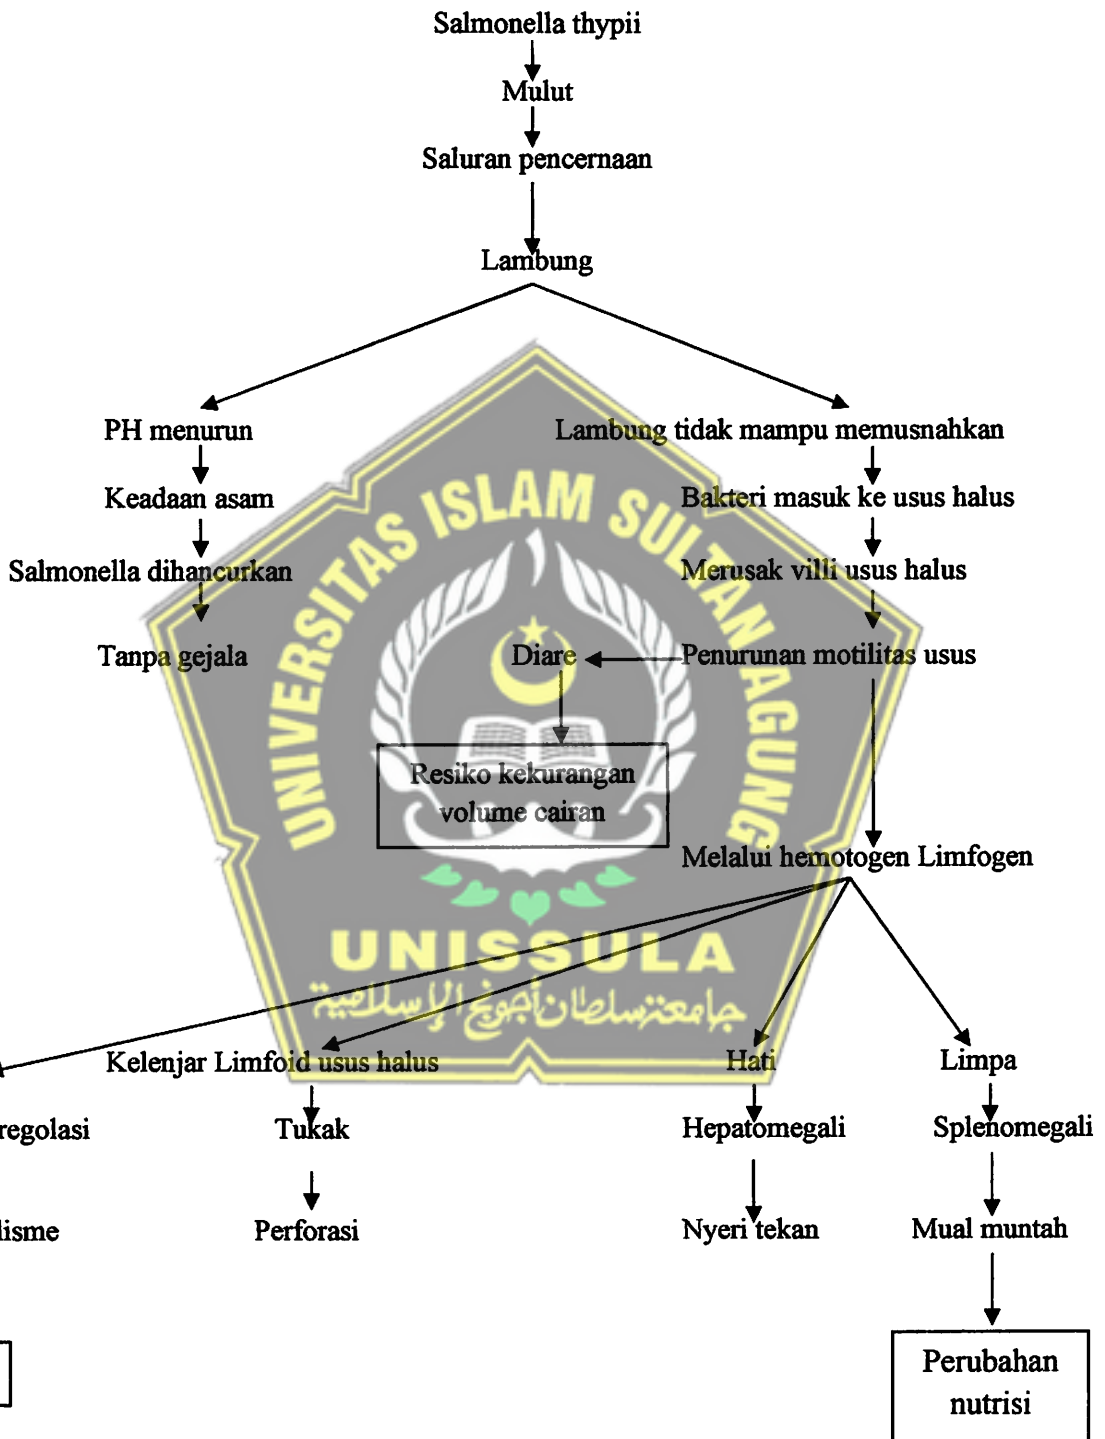 Salmonella thypii
Mulut
Saluran pencernaan
Lambung
PH menurun
Lambung tidak mampu memusnahkan
Keadaan asam
Bakteri masuk ke usus halus
Salmonella dihancurkan
Merusak villi usus halus
Tanpa gejala
Diare
Penurunan motilitas usus
Resiko kekurangan
volume cairan
Melalui hemotogen Limfogen
UNIVERSITAS ISLAM SULTAN AGUNG
UNISSULA
جامعتنسلطان أجونج الإسلامية
Kelenjar Limfoid usus halus
Hati
Limpa
regolasi
Tukak
Hepatomegali
Splenomegali
lisme
Perforasi
Nyeri tekan
Mual muntah
Perubahan
nutrisi